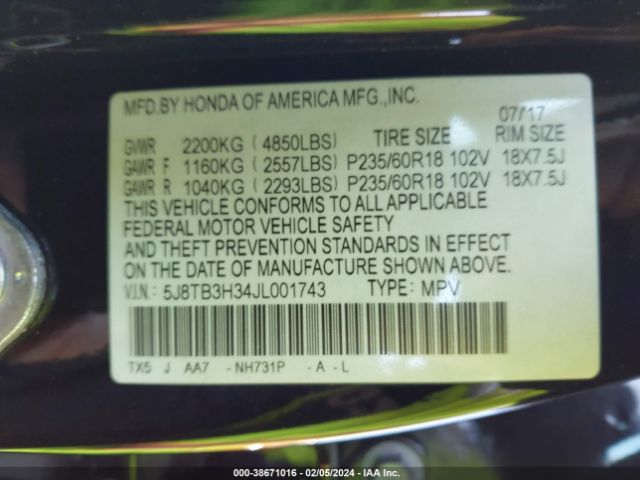 MFD.BY HONDA OF AMERICA MFG.,INC.
07/17
GVWR 2200KG ( 4850LBS) TIRE SIZE RIM SIZE
GAWR F 1160KG ( 2557LBS) P235/60R18 102V 18X7.5J
GAWR R 1040KG ( 2293LBS) P235/60R18 102V 18X7.5J
THIS VEHICLE CONFORMS TO ALL APPLICABLE
FEDERAL MOTOR VEHICLE SAFETY
AND THEFT PREVENTION STANDARDS IN EFFECT
ON THE DATE OF MANUFACTURE SHOWN ABOVE.
V.I.N.: 5J8TB3H34JL001743 TYPE: MPV
TX5 J AA7 -NH731P -A -L
000-38671016 - 02/05/2024 - IAA Inc.